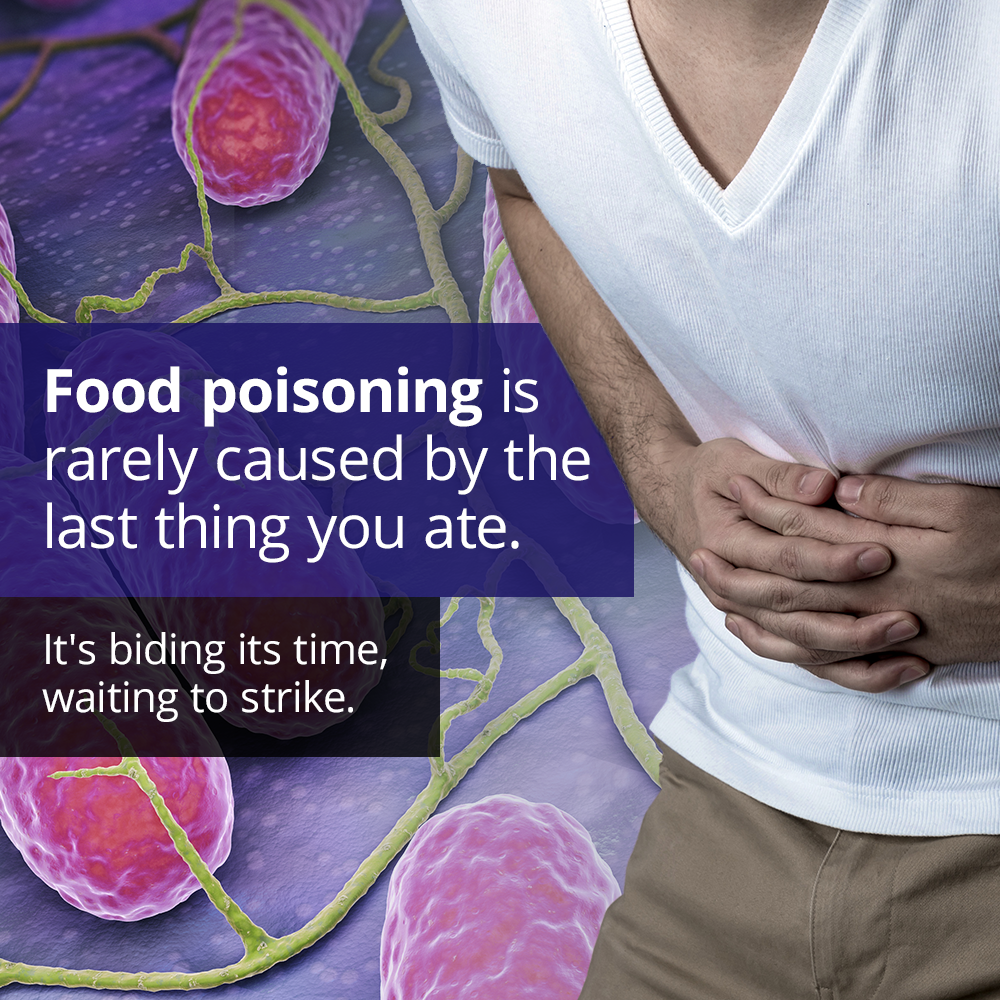 Food poisoning is
rarely caused by the
last thing you ate.
It's biding its time,
waiting to strike.